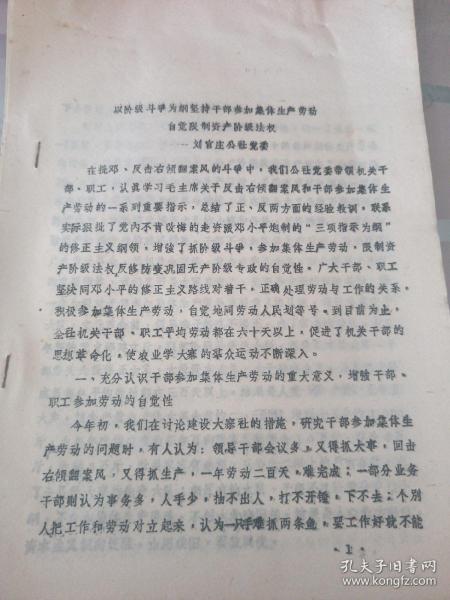 以阶级斗争为纲坚持干部参加集体生产劳动
自觉限制资产阶级法权
——刘官庄公社党委
在批邓、反击右倾翻案风的斗争中，我们公社党委带领机关干
部、职工，认真学习毛主席关于反击右倾翻案风和干部参加集体生
产劳动的一系列重要指示，总结了正、反两方面的经验教训。联系
实际狠批了党内不肯改悔的走资派邓小平炮制的“三项指示为纲”
的修正主义纲领，增强了抓阶级斗争，参加集体生产劳动，限制资
产阶级法权反修防变巩固无产阶级专政的自觉性。广大干部、职工
坚决同邓小平的修正主义路线对着干，正确处理劳动与工作的关系。
积极参加集体生产劳动，自觉地同劳动人民划等号。到目前为止，
全社机关干部、职工平均劳动都在六十天以上，促进了机关干部的
思想革命化。使农业学大寨的群众运动不断深入。
一、充分认识干部参加集体生产劳动的重大意义，增强干部、
职工参加劳动的自觉性
今年初，我们在讨论建设大寨社的措施，研究干部参加集体生
产劳动的问题时，有人认为：领导干部会议多，又得抓大事，回击
右倾翻案风，又得抓生产，一年劳动二百天，难完成；一部分业务
干部则认为事务多，人手少，抽不出人，打不开锤，下不去；个别
人把工作和劳动对立起来，认为一只手难抓两条鱼，要工作好就不能
·1·
孔夫子旧书网